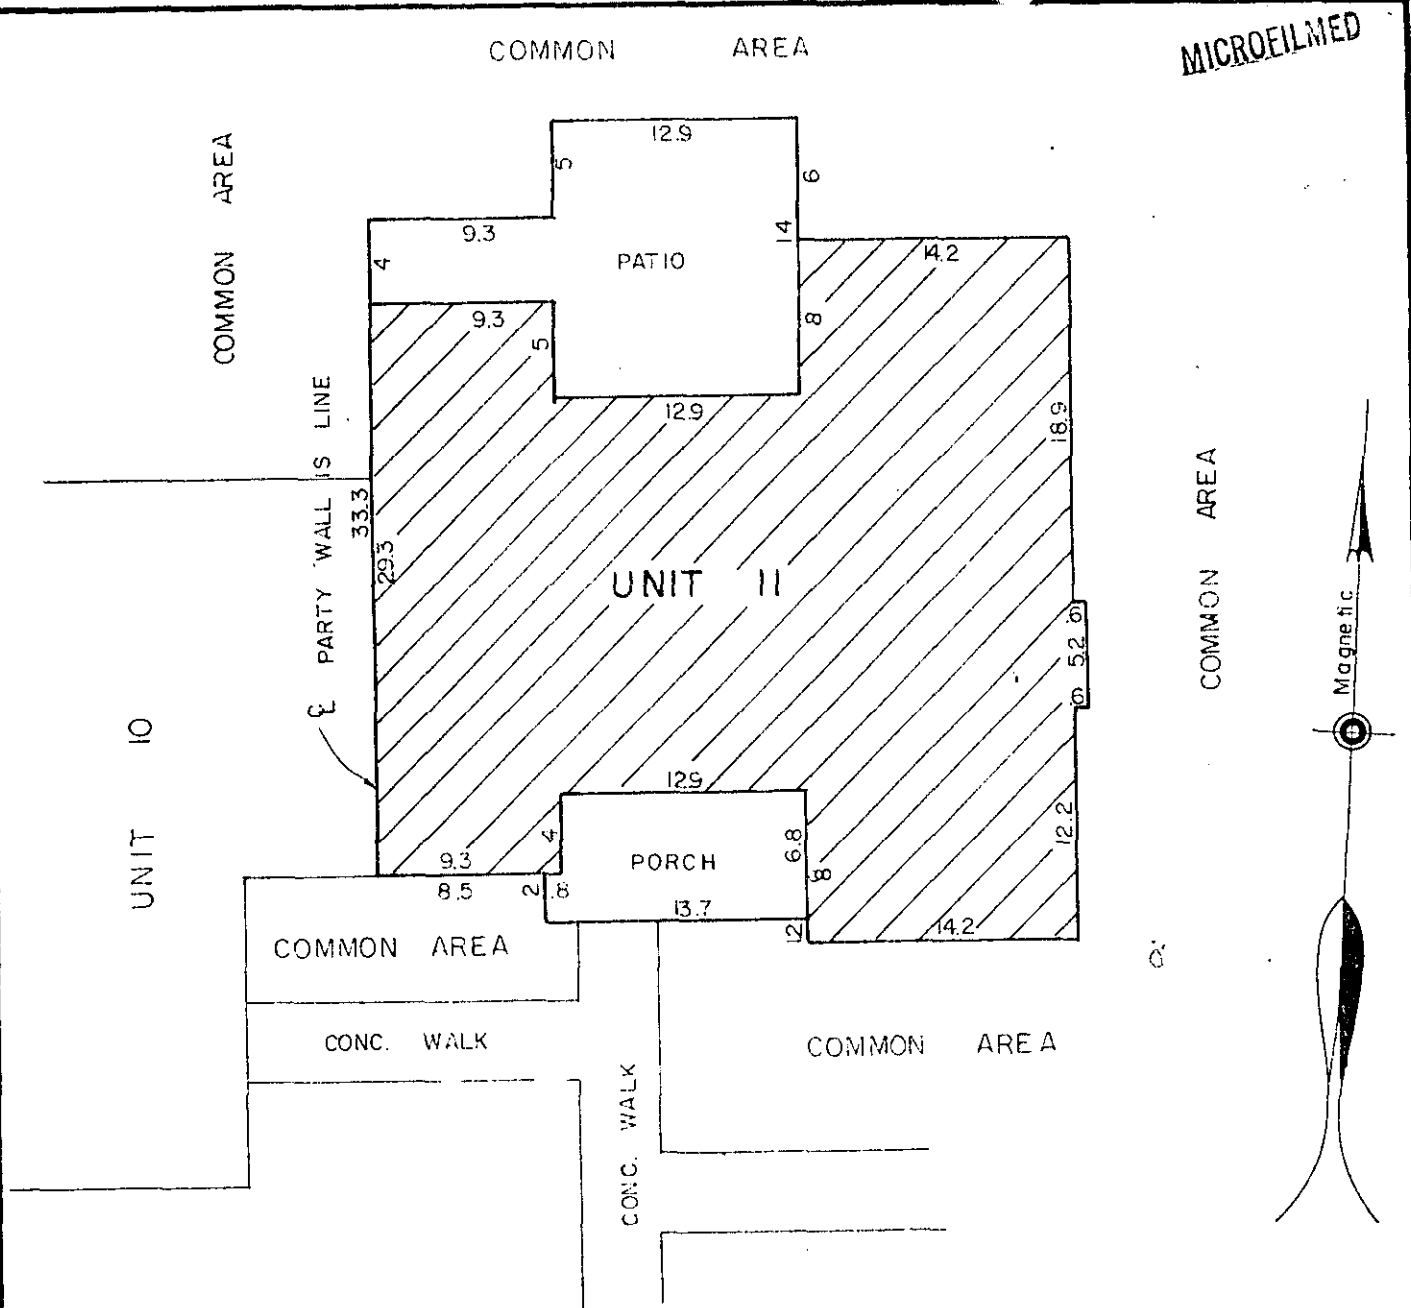 MICROFILMED
COMMON AREA
COMMON AREA
12.9
5
6
9.3
4
PATIO
14
14.2
9.3
5
8
12.9
18.9
PARTY WALL IS LINE
33.3
29.3
UNIT 11
COMMON AREA
.6
5.2
.6
Magnetic
℄
UNIT 10
12.9
4
6.8
8
12.2
9.3
8.5
2
.8
PORCH
13.7
12
14.2
COMMON AREA
CONC. WALK
COMMON AREA
CONC. WALK